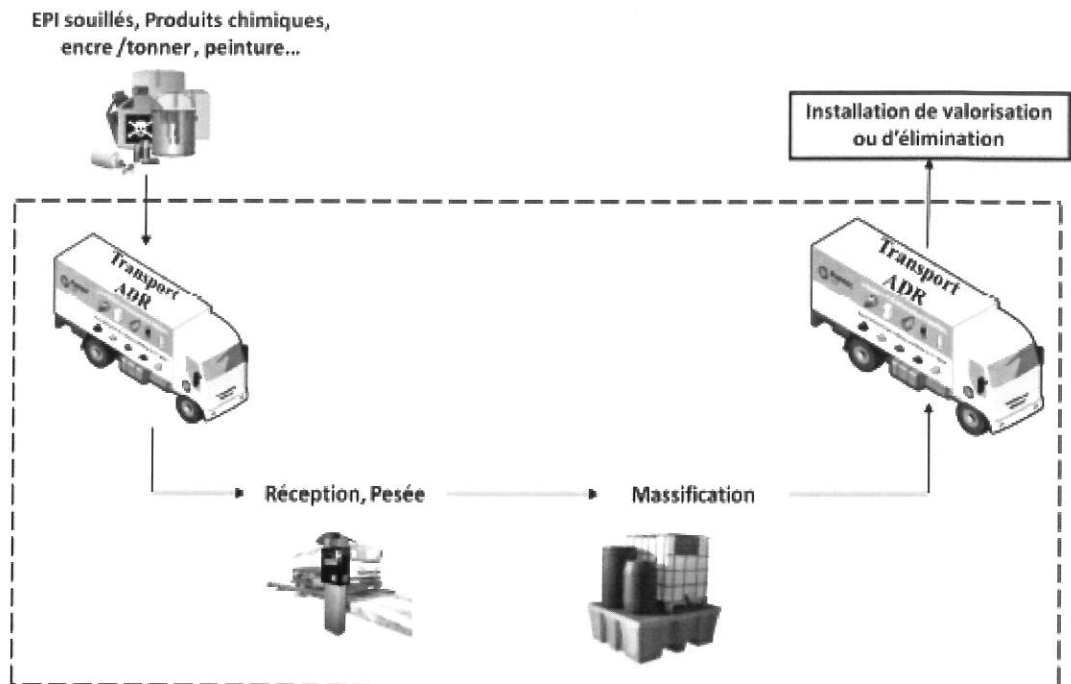 EPI souillés, Produits chimiques,
encre /tonner, peinture...
Installation de valorisation
ou d'élimination
Transport
ADR
Transport
ADR
Réception, Pesée
Massification